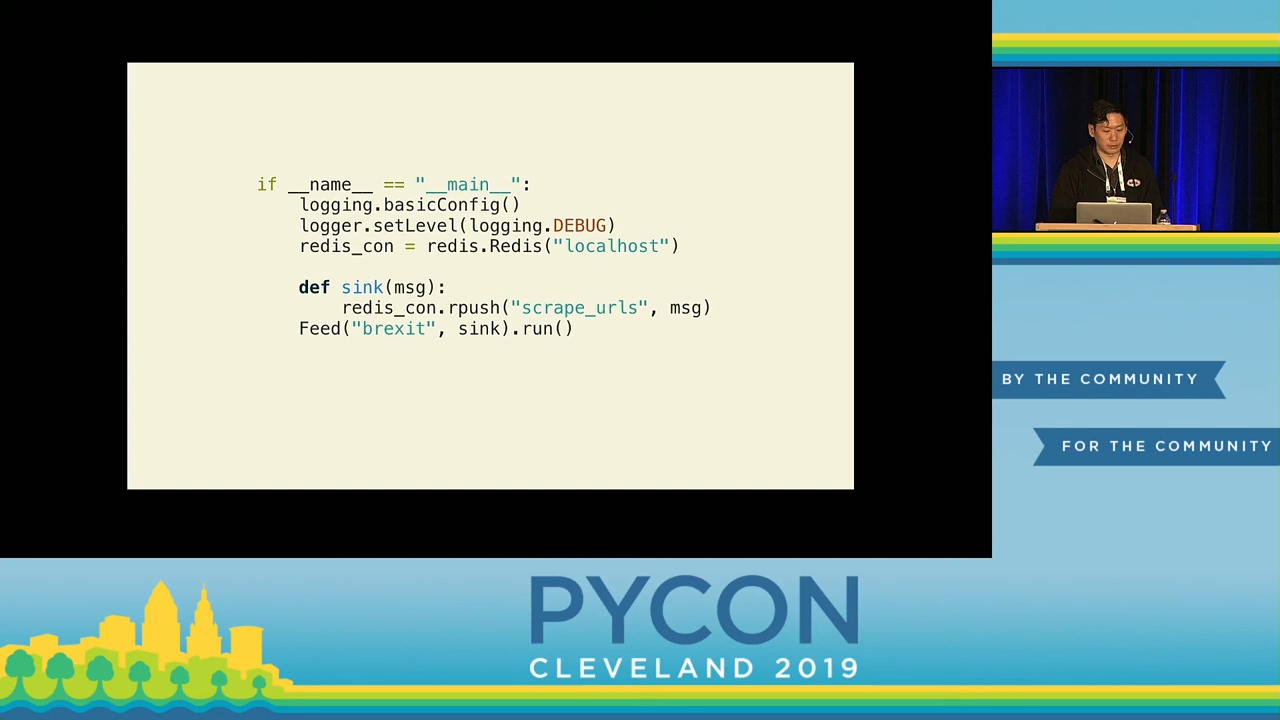 if __name__ == "__main__":
    logging.basicConfig()
    logger.setLevel(logging.DEBUG)
    redis_con = redis.Redis("localhost")

    def sink(msg):
        redis_con.rpush("scrape_urls", msg)
    Feed("brexit", sink).run()
BY THE COMMUNITY
FOR THE COMMUNITY
PYCON
CLEVELAND 2019